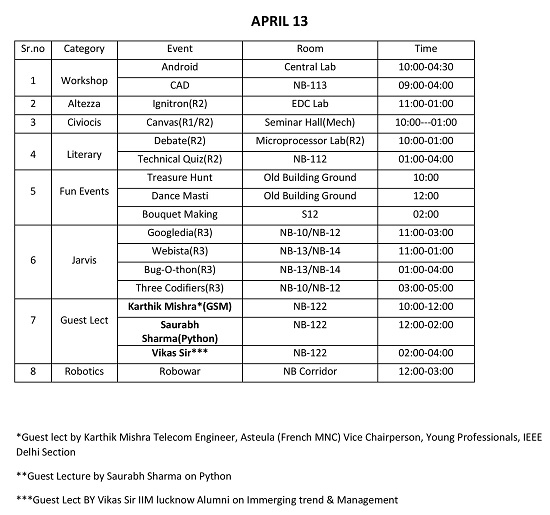 APRIL 13
Sr.no Category Event Room Time
1 Workshop Android Central Lab 10:00-04:30
CAD NB-113 09:00-04:00
2 Altezza Ignitron(R2) EDC Lab 11:00-01:00
3 Civiocis Canvas(R1/R2) Seminar Hall(Mech) 10:00---01:00
4 Literary Debate(R2) Microprocessor Lab(R2) 10:00-01:00
Technical Quiz(R2) NB-112 01:00-04:00
5 Fun Events Treasure Hunt Old Building Ground 10:00
Dance Masti Old Building Ground 12:00
Bouquet Making S12 02:00
6 Jarvis Googledia(R3) NB-10/NB-12 11:00-03:00
Webista(R3) NB-13/NB-14 11:00-01:00
Bug-O-thon(R3) NB-13/NB-14 01:00-04:00
Three Codifiers(R3) NB-10/NB-12 03:00-05:00
7 Guest Lect Karthik Mishra*(GSM) NB-122 10:00-12:00
Saurabh NB-122 12:00-02:00
Sharma(Python)
Vikas Sir*** NB-122 02:00-04:00
8 Robotics Robowar NB Corridor 12:00-03:00
*Guest lect by Karthik Mishra Telecom Engineer, Asteula (French MNC) Vice Chairperson, Young Professionals, IEEE
Delhi Section
**Guest Lecture by Saurabh Sharma on Python
***Guest Lect BY Vikas Sir IIM lucknow Alumni on Immerging trend & Management